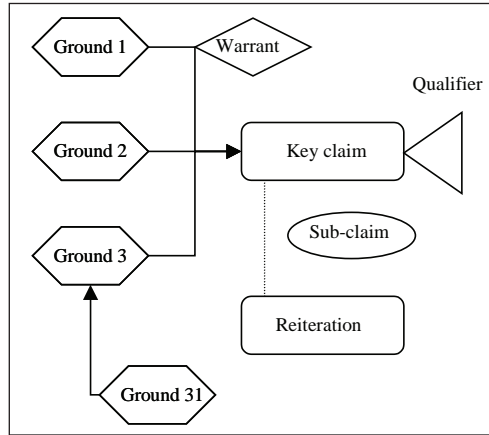 Ground 1
Warrant
Qualifier
Ground 2
Key claim
Sub-claim
Ground 3
Reiteration
Ground 31